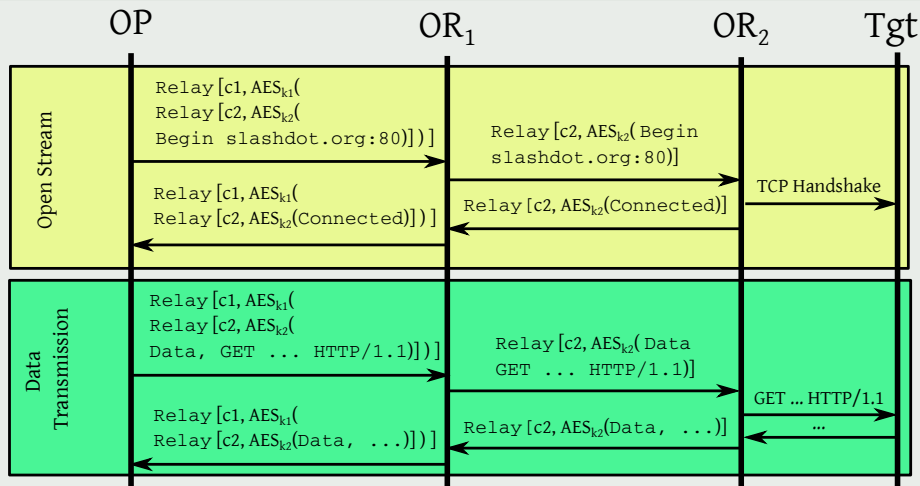 OP OR₁ OR₂ Tgt
Open Stream
Relay[c1, AESₖ₁(
Relay[c2, AESₖ₂(
Begin slashdot.org:80)])]
Relay[c2, AESₖ₂(Begin
slashdot.org:80)]
TCP Handshake
Relay[c2, AESₖ₂(Connected)]
Relay[c1, AESₖ₁(
Relay[c2, AESₖ₂(Connected)])]
Data
Transmission
Relay[c1, AESₖ₁(
Relay[c2, AESₖ₂(
Data, GET ... HTTP/1.1)])]
Relay[c2, AESₖ₂(Data
GET ... HTTP/1.1)]
GET ... HTTP/1.1
...
Relay[c2, AESₖ₂(Data, ...)]
Relay[c1, AESₖ₁(
Relay[c2, AESₖ₂(Data, ...)])]